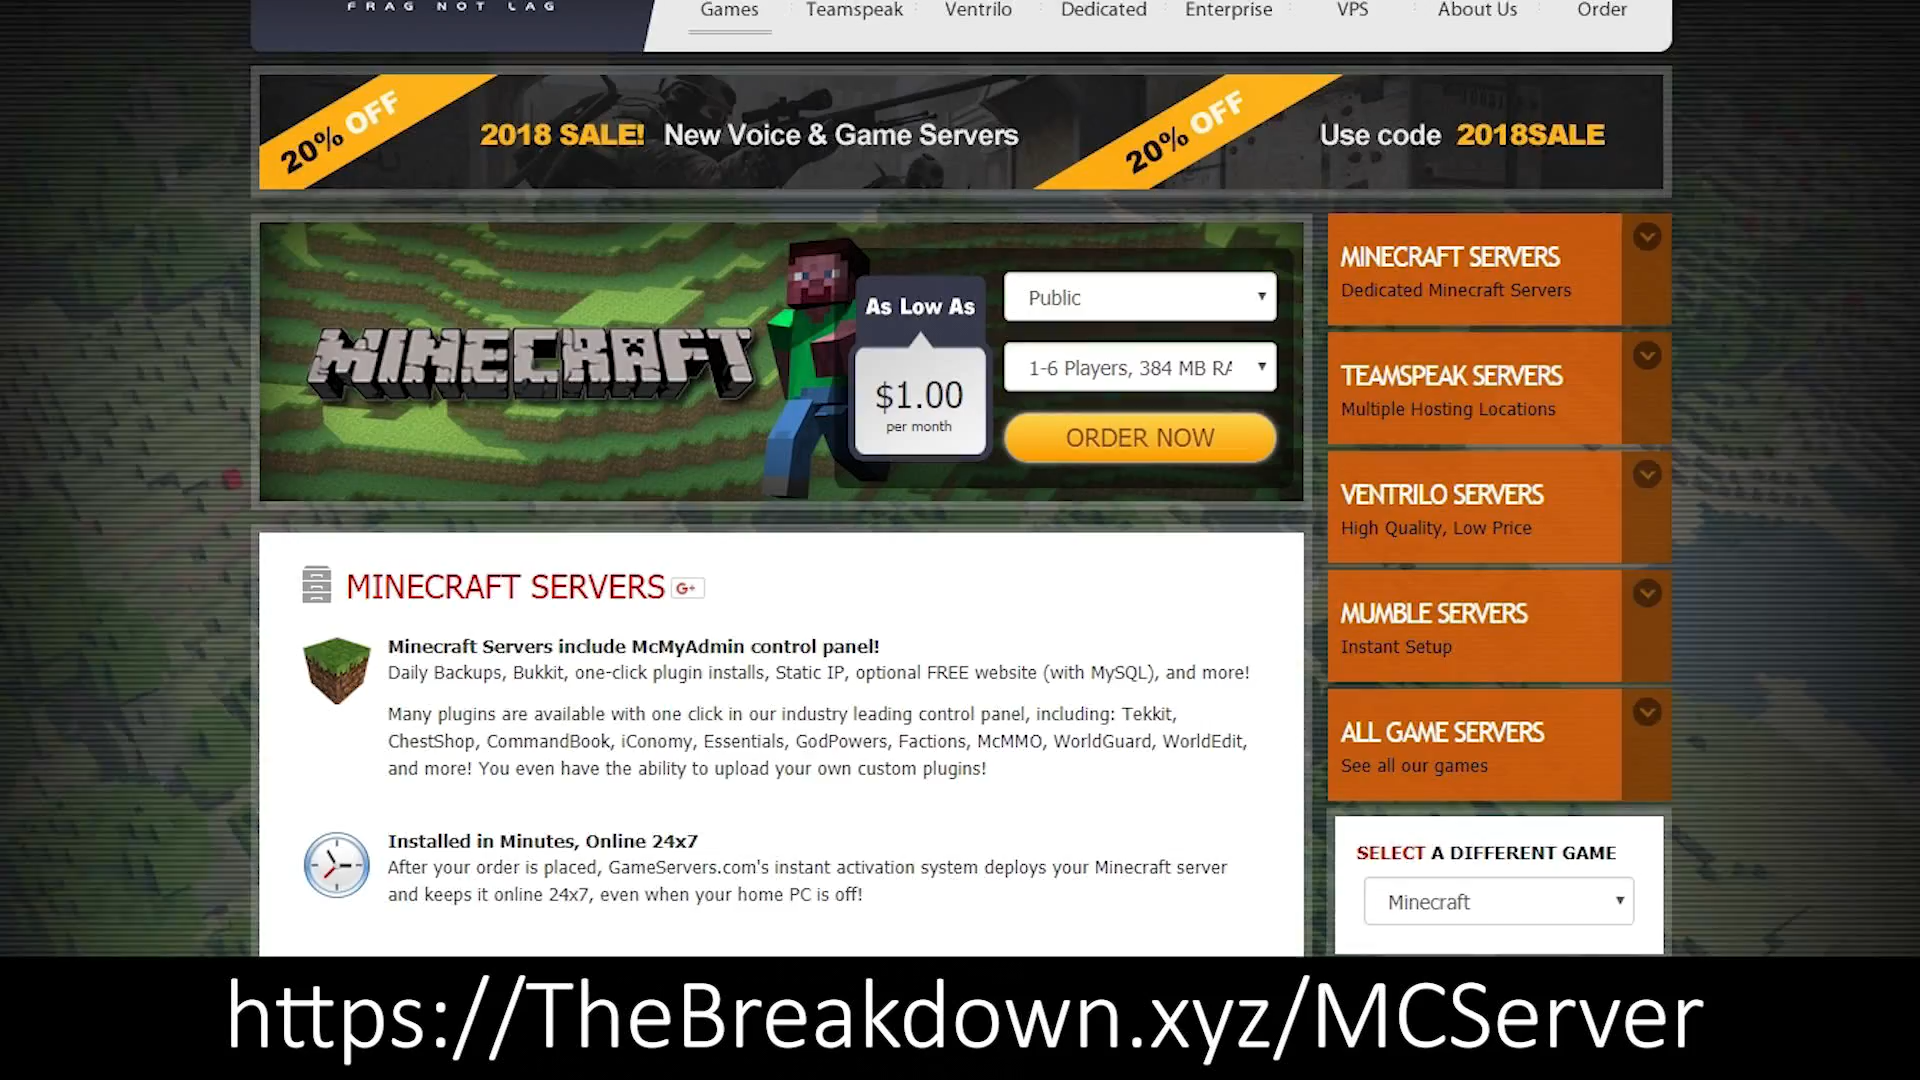 FRAG NOT LAG
Games
Teamspeak
Ventrilo
Dedicated
Enterprise
VPS
About Us
Order
20% OFF
2018 SALE! New Voice & Game Servers
20% OFF
Use code 2018SALE
MINECRAFT
As Low As
$1.00
per month
Public
1-6 Players, 384 MB RA
ORDER NOW
MINECRAFT SERVERS
Dedicated Minecraft Servers
TEAMSPEAK SERVERS
Multiple Hosting Locations
VENTRILO SERVERS
High Quality, Low Price
MUMBLE SERVERS
Instant Setup
ALL GAME SERVERS
See all our games
SELECT A DIFFERENT GAME
Minecraft
MINECRAFT SERVERS G+
Minecraft Servers include McMyAdmin control panel!
Daily Backups, Bukkit, one-click plugin installs, Static IP, optional FREE website (with MySQL), and more!
Many plugins are available with one click in our industry leading control panel, including: Tekkit,
ChestShop, CommandBook, iConomy, Essentials, GodPowers, Factions, McMMO, WorldGuard, WorldEdit,
and more! You even have the ability to upload your own custom plugins!
Installed in Minutes, Online 24x7
After your order is placed, GameServers.com's instant activation system deploys your Minecraft server
and keeps it online 24x7, even when your home PC is off!
https://TheBreakdown.xyz/MCServer